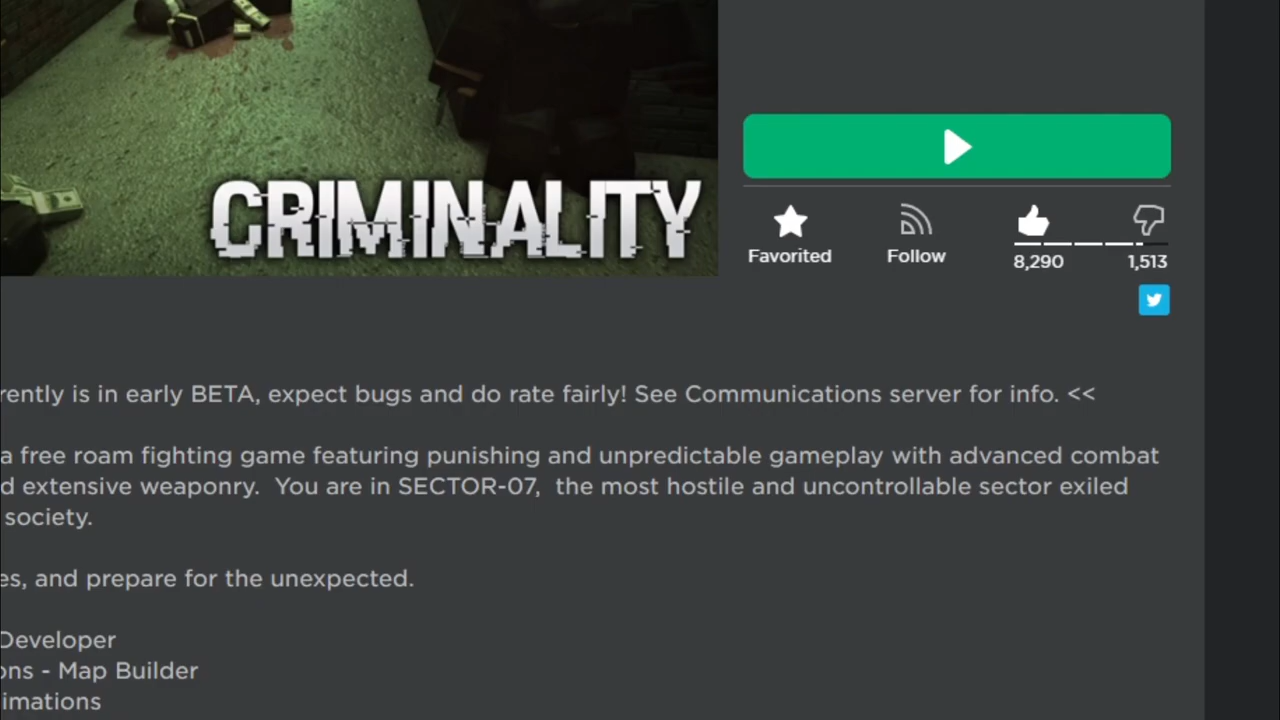 CRIMINALITY
Favorited
Follow
8,290
1,513
rently is in early BETA, expect bugs and do rate fairly! See Communications server for info. <<
a free roam fighting game featuring punishing and unpredictable gameplay with advanced combat
d extensive weaponry. You are in SECTOR-07, the most hostile and uncontrollable sector exiled
society.
es, and prepare for the unexpected.
Developer
ons - Map Builder
imations